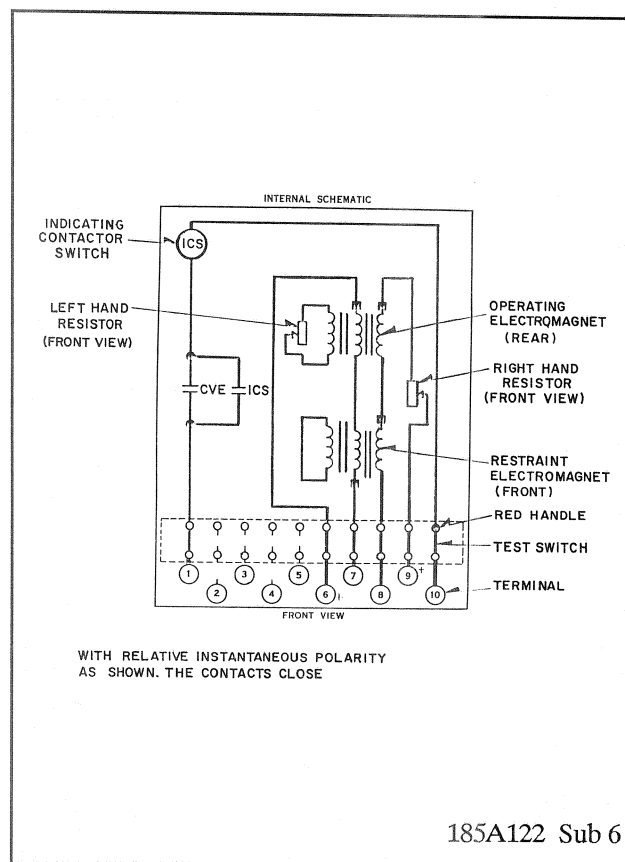 INTERNAL SCHEMATIC
INDICATING
CONTACTOR
SWITCH
ICS
LEFT HAND
RESISTOR
(FRONT VIEW)
OPERATING
ELECTROMAGNET
(REAR)
RIGHT HAND
RESISTOR
(FRONT VIEW)
CVE
ICS
RESTRAINT
ELECTROMAGNET
(FRONT)
RED HANDLE
TEST SWITCH
TERMINAL
1
3
5
7
9 +
2
4
6 +
8
10
FRONT VIEW
WITH RELATIVE INSTANTANEOUS POLARITY
AS SHOWN. THE CONTACTS CLOSE
185A122 Sub 6